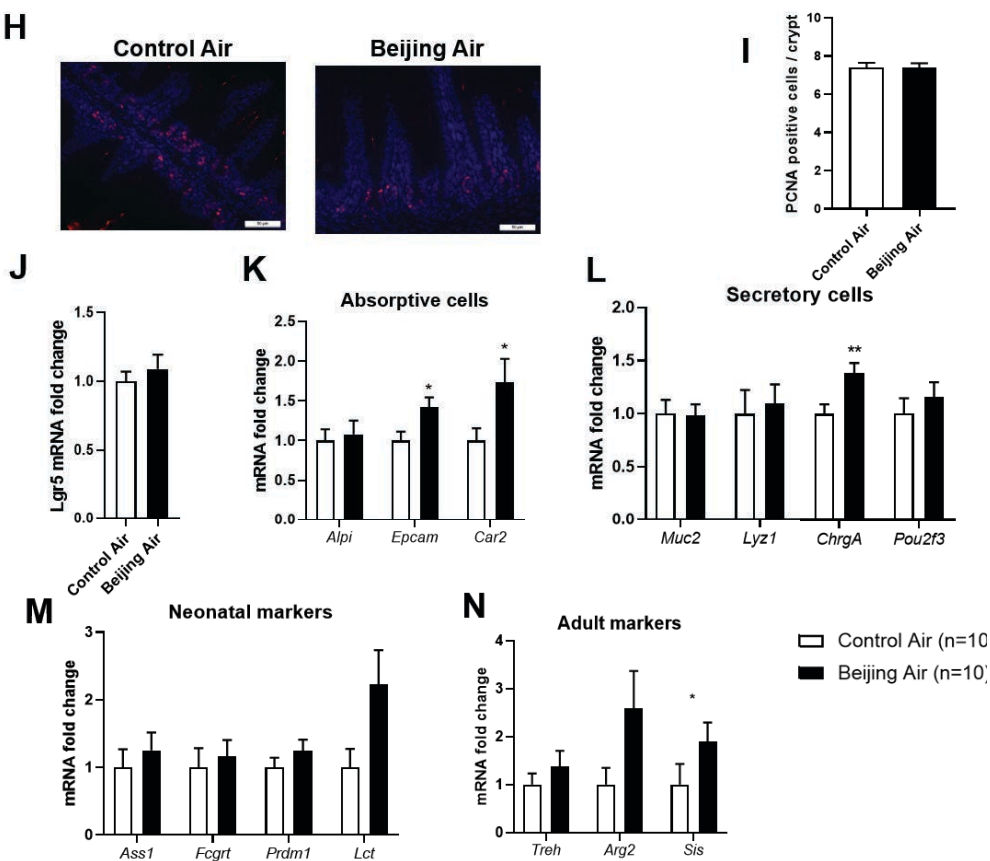 H
Control Air
Beijing Air
50 µm
50 µm
I
PCNA positive cells / crypt
10
8
6
4
2
0
Control Air
Beijing Air
J
Lgr5 mRNA fold change
1.5
1.0
0.5
0.0
Control Air
Beijing Air
K
Absorptive cells
mRNA fold change
2.5
2.0
1.5
1.0
0.5
0.0
*
*
Alpi
Epcam
Car2
L
Secretory cells
mRNA fold change
2.0
1.5
1.0
0.5
0.0
**
Muc2
Lyz1
ChrgA
Pou2f3
M
Neonatal markers
mRNA fold change
3
2
1
0
Ass1
Fcgrt
Prdm1
Lct
N
Adult markers
mRNA fold change
4
3
2
1
0
*
Treh
Arg2
Sis
Control Air (n=10
Beijing Air (n=10)